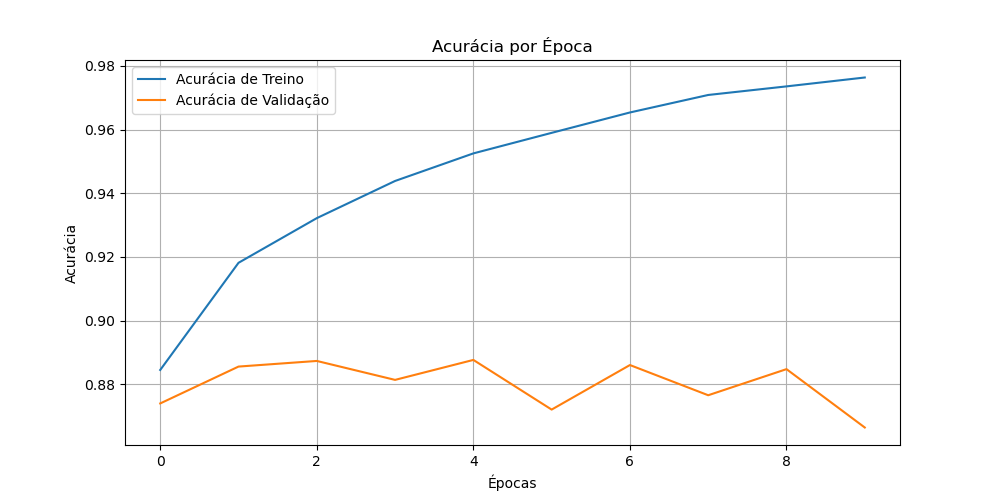 Acurácia por Época
Acurácia de Treino
Acurácia de Validação
0.98
0.96
0.94
0.92
0.90
0.88
Acurácia
0 2 4 6 8
Épocas